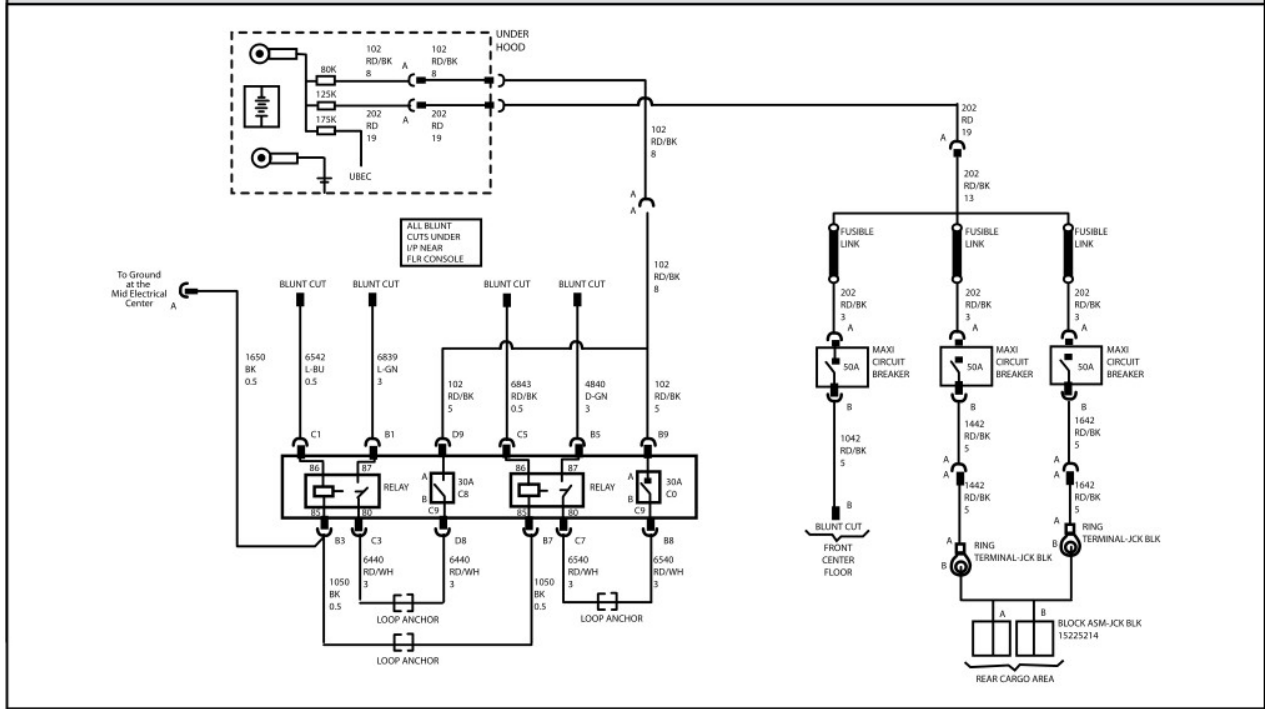 UNDER
HOOD
102
RD/BK
8
A
102
RD/BK
8
80K
125K
175K
202
RD
19
A
202
RD
19
UBEC
102
RD/BK
8
202
RD
19
A
202
RD/BK
13
A
A
ALL BLUNT
CUTS UNDER
I/P NEAR
FLR CONSOLE
FUSIBLE
LINK
FUSIBLE
LINK
FUSIBLE
LINK
102
RD/BK
8
To Ground
at the
Mid Electrical
Center
A
BLUNT CUT
BLUNT CUT
BLUNT CUT
BLUNT CUT
202
RD/BK
3
A
202
RD/BK
3
A
202
RD/BK
3
A
50A
MAXI
CIRCUIT
BREAKER
50A
MAXI
CIRCUIT
BREAKER
50A
MAXI
CIRCUIT
BREAKER
B
B
B
1650
BK
0.5
6542
L-BU
0.5
6839
L-GN
3
102
RD/BK
5
6843
RD/BK
0.5
4840
D-GN
3
102
RD/BK
5
C1
B1
D9
C5
B5
B9
1042
RD/BK
5
1442
RD/BK
5
1642
RD/BK
5
86
87
RELAY
85
80
A
30A
B
C8
C9
86
87
RELAY
85
80
A
30A
B
C0
C9
A
A
1442
RD/BK
5
A
A
1642
RD/BK
5
B3
C3
D8
B7
C7
B8
B
BLUNT CUT
FRONT
CENTER
FLOOR
A
RING
TERMINAL-JCK BLK
B
A
RING
TERMINAL-JCK BLK
B
1050
BK
0.5
6440
RD/WH
3
6440
RD/WH
3
1050
BK
0.5
6540
RD/WH
3
6540
RD/WH
3
LOOP ANCHOR
LOOP ANCHOR
LOOP ANCHOR
A
B
BLOCK ASM-JCK BLK
15225214
REAR CARGO AREA